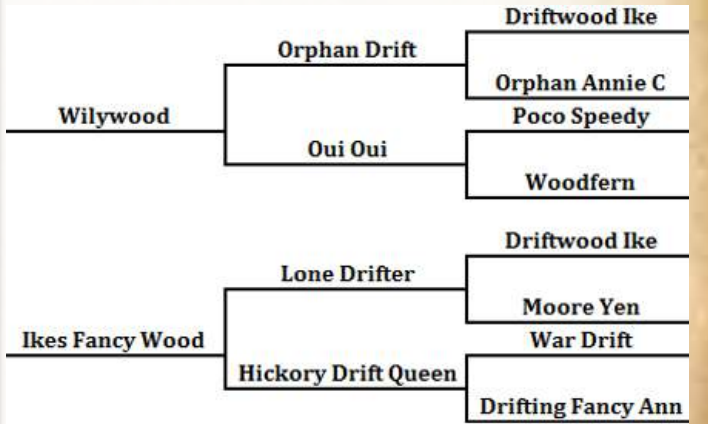 Driftwood Ike
Orphan Drift
Orphan Annie C
Wilywood
Poco Speedy
Oui Oui
Woodfern
Driftwood Ike
Lone Drifter
Moore Yen
Ikes Fancy Wood
War Drift
Hickory Drift Queen
Drifting Fancy Ann